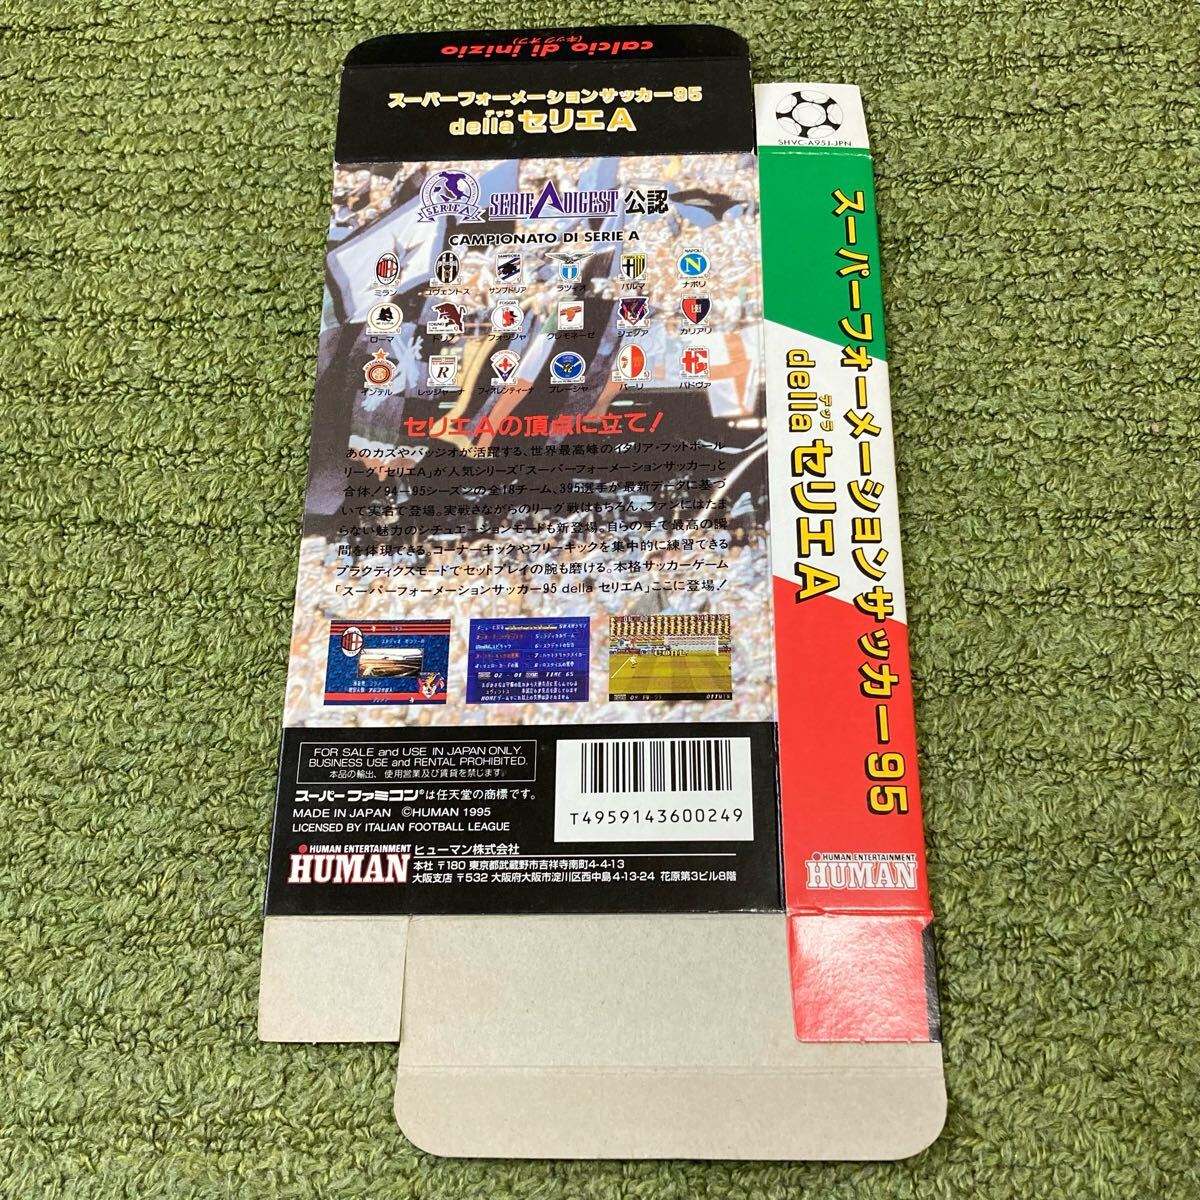 calcio di inizio
(キックオフ)
スーパーフォーメーションサッカー95
デッラ
della セリエA
SERIE A
SERIE A DIGEST 公認
CAMPIONATO DI SERIE A
ミラン
ユヴェントス
サンプドリア
ラツィオ
パルマ
ナポリ
ローマ
トリノ
フォッジャ
クレモネーゼ
ジェノア
カリアリ
インテル
レッジャーナ
フィオレンティーナ
ブレーシャ
バーリ
パドヴァ
セリエAの頂点に立て!
あのカズやバッジオが活躍する、世界最高峰のイタリア・フットボール
リーグ「セリエA」が人気シリーズ「スーパーフォーメーションサッカー」と
合体!94-95シーズンの全18チーム、395選手が最新データに基づ
いて実名で登場。実戦さながらのリーグ戦はもちろん、ファンにはたま
らない魅力のシチュエーションモードも新登場。自らの手で最高の瞬
間を体現できる。コーナーキックやフリーキックを集中的に練習できる
プラクティスモードでセットプレイの腕も磨ける。本格サッカーゲーム
「スーパーフォーメーションサッカー95 della セリエA」ここに登場!
FOR SALE and USE IN JAPAN ONLY.
BUSINESS USE and RENTAL PROHIBITED.
本品の輸出、使用営業及び賃貸を禁じます。
スーパーファミコン®は任天堂の商標です。
MADE IN JAPAN ©HUMAN 1995
LICENSED BY ITALIAN FOOTBALL LEAGUE
T4959143600249
HUMAN ENTERTAINMENT
HUMAN
ヒューマン株式会社
本社 〒180 東京都武蔵野市吉祥寺南町4-4-13
大阪支店 〒532 大阪府大阪市淀川区西中島4-13-24 花原第3ビル8階
SHVC-A95J-JPN
スーパーフォーメーションサッカー95
デッラ
della セリエA
HUMAN ENTERTAINMENT
HUMAN